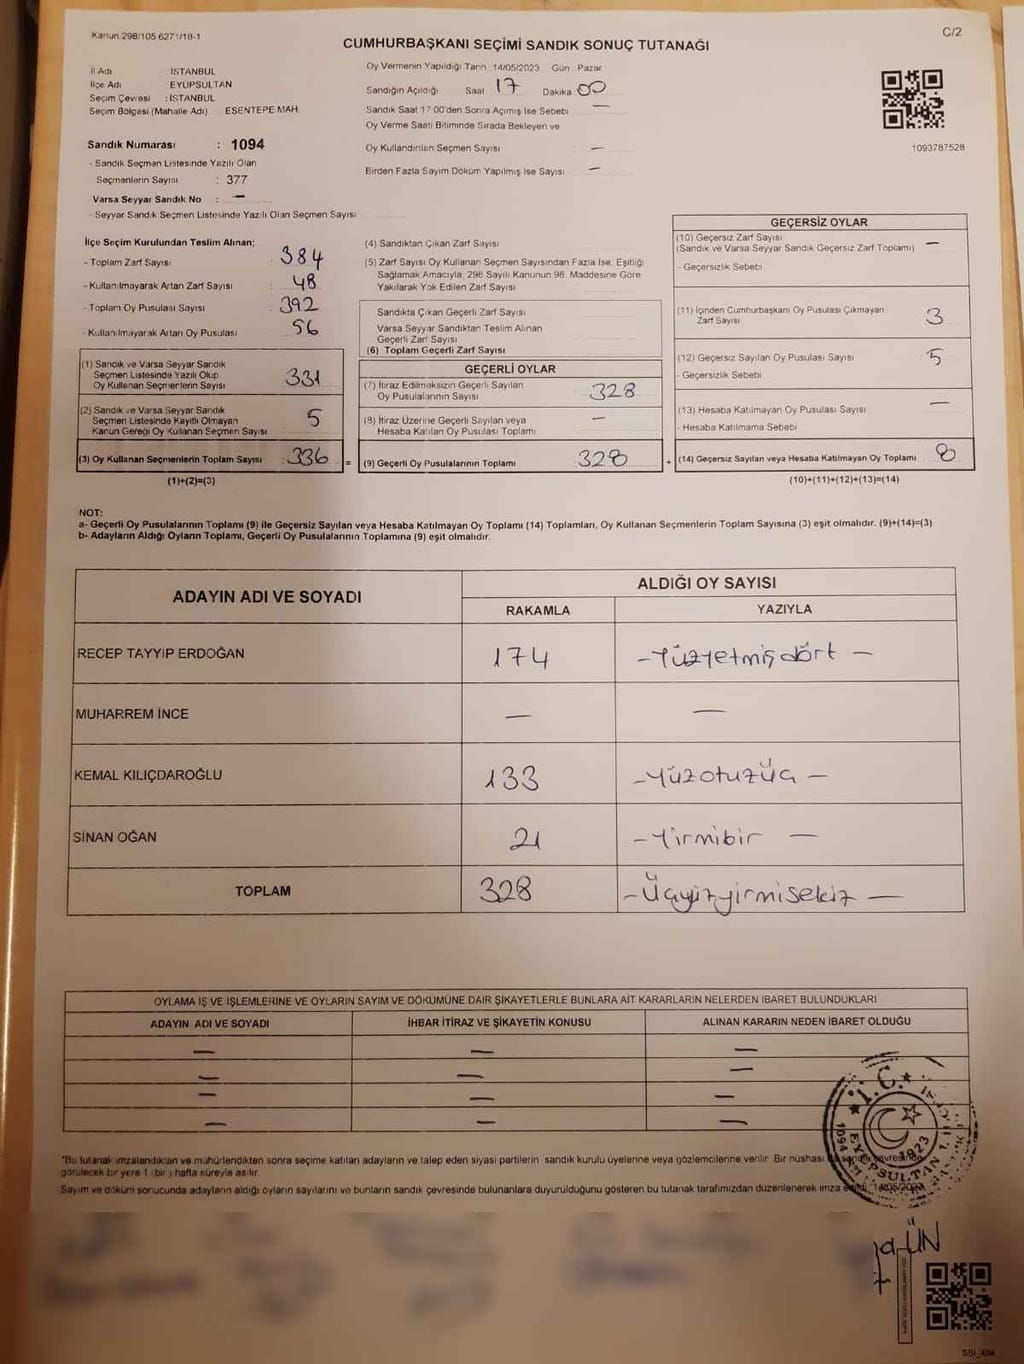 Kanun 298/105 6271/18-1
C/2
CUMHURBAŞKANI SEÇİMİ SANDIK SONUÇ TUTANAĞI
İl Adı : İSTANBUL
İlçe Adı : EYÜPSULTAN
Seçim Çevresi : İSTANBUL
Seçim Bölgesi (Mahalle Adı) ESENTEPE MAH.
Oy Vermenin Yapıldığı Tarih 14/05/2023 Gün Pazar
Sandığın Açıldığı Saat 17 Dakika 00
Sandık Saat 17:00'den Sonra Açmış İse Sebebi —
Oy Verme Saati Bitiminde Sırada Bekleyen ve
Oy Kullandırılan Seçmen Sayısı : —
Birden Fazla Sayım Döküm Yapılmış İse Sayısı : —
1093787528
Sandık Numarası : 1094
- Sandık Seçmen Listesinde Yazılı Olan
Seçmenlerin Sayısı : 377
Varsa Seyyar Sandık No : —
- Seyyar Sandık Seçmen Listesinde Yazılı Olan Seçmen Sayısı
İlçe Seçim Kurulundan Teslim Alınan;
- Toplam Zarf Sayısı : 384
- Kullanılmayarak Artan Zarf Sayısı : 48
- Toplam Oy Pusulası Sayısı : 392
- Kullanılmayarak Artan Oy Pusulası 56
(1) Sandık ve Varsa Seyyar Sandık
Seçmen Listesinde Yazılı Olup
Oy Kullanan Seçmenlerin Sayısı : 331
(2) Sandık ve Varsa Seyyar Sandık
Seçmen Listesinde Kayıtlı Olmayan
Kanun Gereği Oy Kullanan Seçmen Sayısı 5
(3) Oy Kullanan Seçmenlerin Toplam Sayısı : 336 =
(1)+(2)=(3)
(4) Sandıktan Çıkan Zarf Sayısı
(5) Zarf Sayısı Oy Kullanan Seçmen Sayısından Fazla İse, Eşitliği
Sağlamak Amacıyla, 298 Sayılı Kanunun 98. Maddesine Göre
Yakılarak Yok Edilen Zarf Sayısı
Sandıkta Çıkan Geçerli Zarf Sayısı
Varsa Seyyar Sandıktan Teslim Alınan
Geçerli Zarf Sayısı
(6) Toplam Geçerli Zarf Sayısı
GEÇERLİ OYLAR
(7) İtiraz Edilmeksizin Geçerli Sayılan
Oy Pusulalarının Sayısı 328
(8) İtiraz Üzerine Geçerli Sayılan veya
Hesaba Katılan Oy Pusulası Toplamı —
(9) Geçerli Oy Pusulalarının Toplamı 328 +
GEÇERSİZ OYLAR
(10) Geçersiz Zarf Sayısı
(Sandık ve Varsa Seyyar Sandık Geçersiz Zarf Toplamı) —
- Geçersizlik Sebebi
(11) İçinden Cumhurbaşkanı Oy Pusulası Çıkmayan
Zarf Sayısı 3
(12) Geçersiz Sayılan Oy Pusulası Sayısı 5
- Geçersizlik Sebebi
(13) Hesaba Katılmayan Oy Pusulası Sayısı —
- Hesaba Katılmama Sebebi
(14) Geçersiz Sayılan veya Hesaba Katılmayan Oy Toplamı 8
(10)+(11)+(12)+(13)=(14)
NOT:
a- Geçerli Oy Pusulalarının Toplamı (9) ile Geçersiz Sayılan veya Hesaba Katılmayan Oy Toplamı (14) Toplamları, Oy Kullanan Seçmenlerin Toplam Sayısına (3) eşit olmalıdır. (9)+(14)=(3)
b- Adayların Aldığı Oyların Toplamı, Geçerli Oy Pusulalarının Toplamına (9) eşit olmalıdır.
ADAYIN ADI VE SOYADI
ALDIĞI OY SAYISI
RAKAMLA YAZIYLA
RECEP TAYYİP ERDOĞAN 174 -Yüzyetmişdört —
MUHARREM İNCE — —
KEMAL KILIÇDAROĞLU 133 -Yüzotuzüç —
SİNAN OĞAN 21 -Yirmibir —
TOPLAM 328 -Üçyüzyirmisekiz —
OYLAMA İŞ VE İŞLEMLERİNE VE OYLARIN SAYIM VE DÖKÜMÜNE DAİR ŞİKAYETLERLE BUNLARA AİT KARARLARIN NELERDEN İBARET BULUNDUKLARI
ADAYIN ADI VE SOYADI İHBAR İTİRAZ VE ŞİKAYETİN KONUSU ALINAN KARARIN NEDEN İBARET OLDUĞU
— — —
— — —
— — —
— — —
*Bu tutanak imzalandıktan ve mühürlendikten sonra seçime katılan adayların ve talep eden siyasi partilerin sandık kurulu üyelerine veya gözlemcilerine verilir. Bir nüshası da sandık çevresinde
görülecek bir yere 1 (bir) hafta süreyle asılır.
Sayım ve döküm sonucunda adayların aldığı oyların sayılarını ve bunların sandık çevresinde bulunanlara duyurulduğunu gösteren bu tutanak tarafımızdan düzenlenerek imza edildi. 14/05/2023
T.C.
1923
EYÜPSULTAN 1.
1094
ÜN
SSI_404